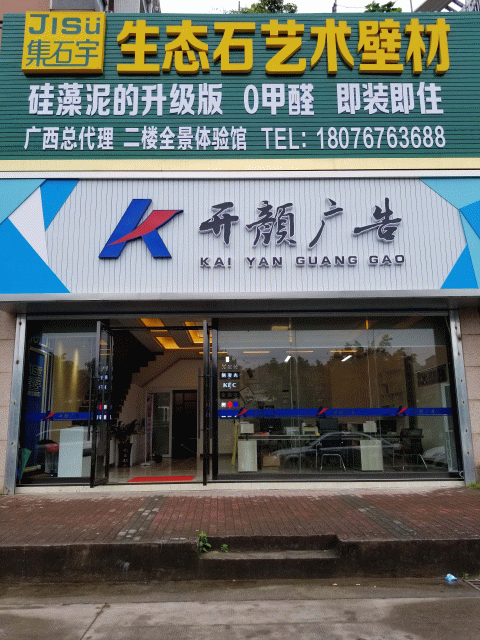 JISU
集石宇
生态石艺术壁材
硅藻泥的升级版 0甲醛 即装即住
广西总代理 二楼全景体验馆 TEL: 18076763688
K 开颜广告
KAI YAN GUANG GAO
KFC